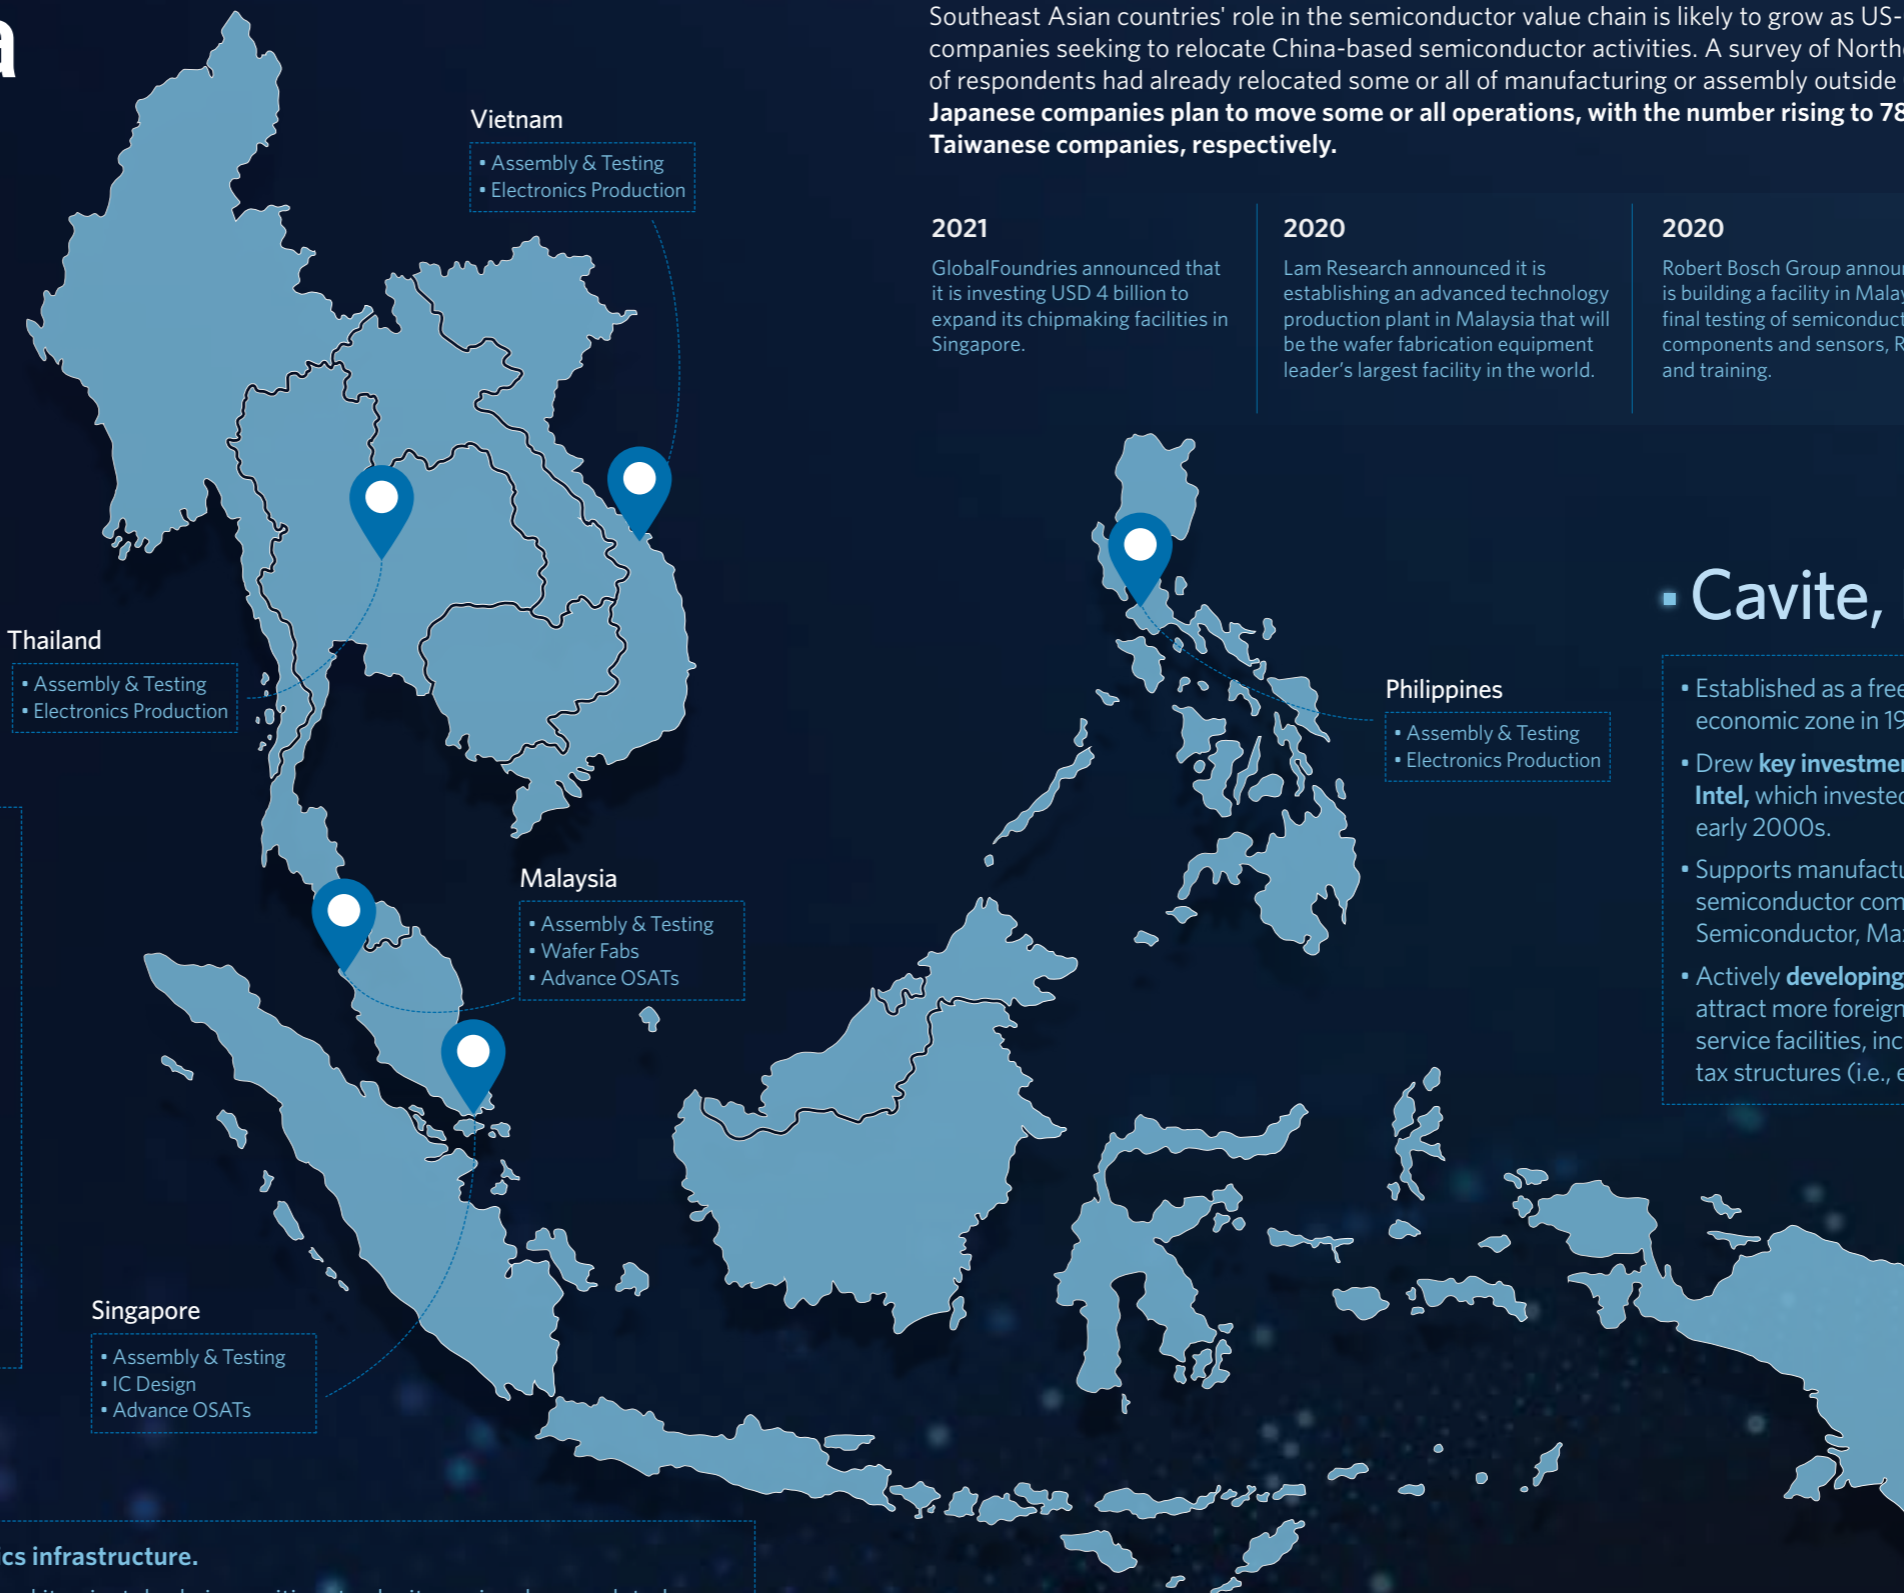 a
Southeast Asian countries' role in the semiconductor value chain is likely to grow as US-
companies seeking to relocate China-based semiconductor activities. A survey of North
of respondents had already relocated some or all of manufacturing or assembly outside
Japanese companies plan to move some or all operations, with the number rising to 78
Taiwanese companies, respectively.
2021
GlobalFoundries announced that
it is investing USD 4 billion to
expand its chipmaking facilities in
Singapore.
2020
Lam Research announced it is
establishing an advanced technology
production plant in Malaysia that will
be the wafer fabrication equipment
leader's largest facility in the world.
2020
Robert Bosch Group annou
is building a facility in Malay
final testing of semiconduct
components and sensors, R
and training.
Vietnam
▪ Assembly & Testing
▪ Electronics Production
Thailand
▪ Assembly & Testing
▪ Electronics Production
Philippines
▪ Assembly & Testing
▪ Electronics Production
Malaysia
▪ Assembly & Testing
▪ Wafer Fabs
▪ Advance OSATs
Singapore
▪ Assembly & Testing
▪ IC Design
▪ Advance OSATs
▪ Cavite,
▪ Established as a free
economic zone in 19
▪ Drew key investmen
Intel, which invested
early 2000s.
▪ Supports manufactu
semiconductor com
Semiconductor, Ma
▪ Actively developing
attract more foreign
service facilities, inc
tax structures (i.e., e
cs infrastructure.